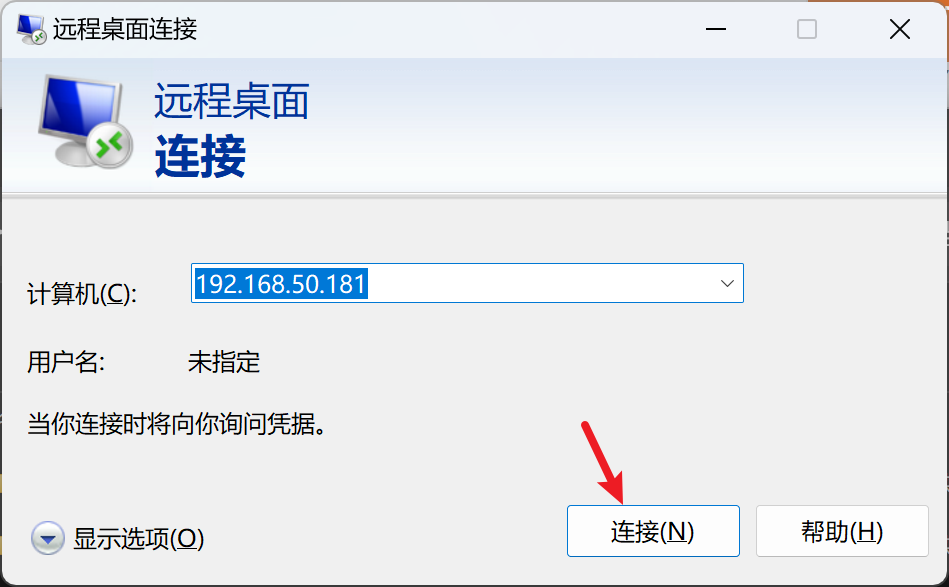 远程桌面连接
远程桌面
连接
计算机(C):
192.168.50.181
用户名:
未指定
当你连接时将向你询问凭据。
显示选项(O)
连接(N)
帮助(H)